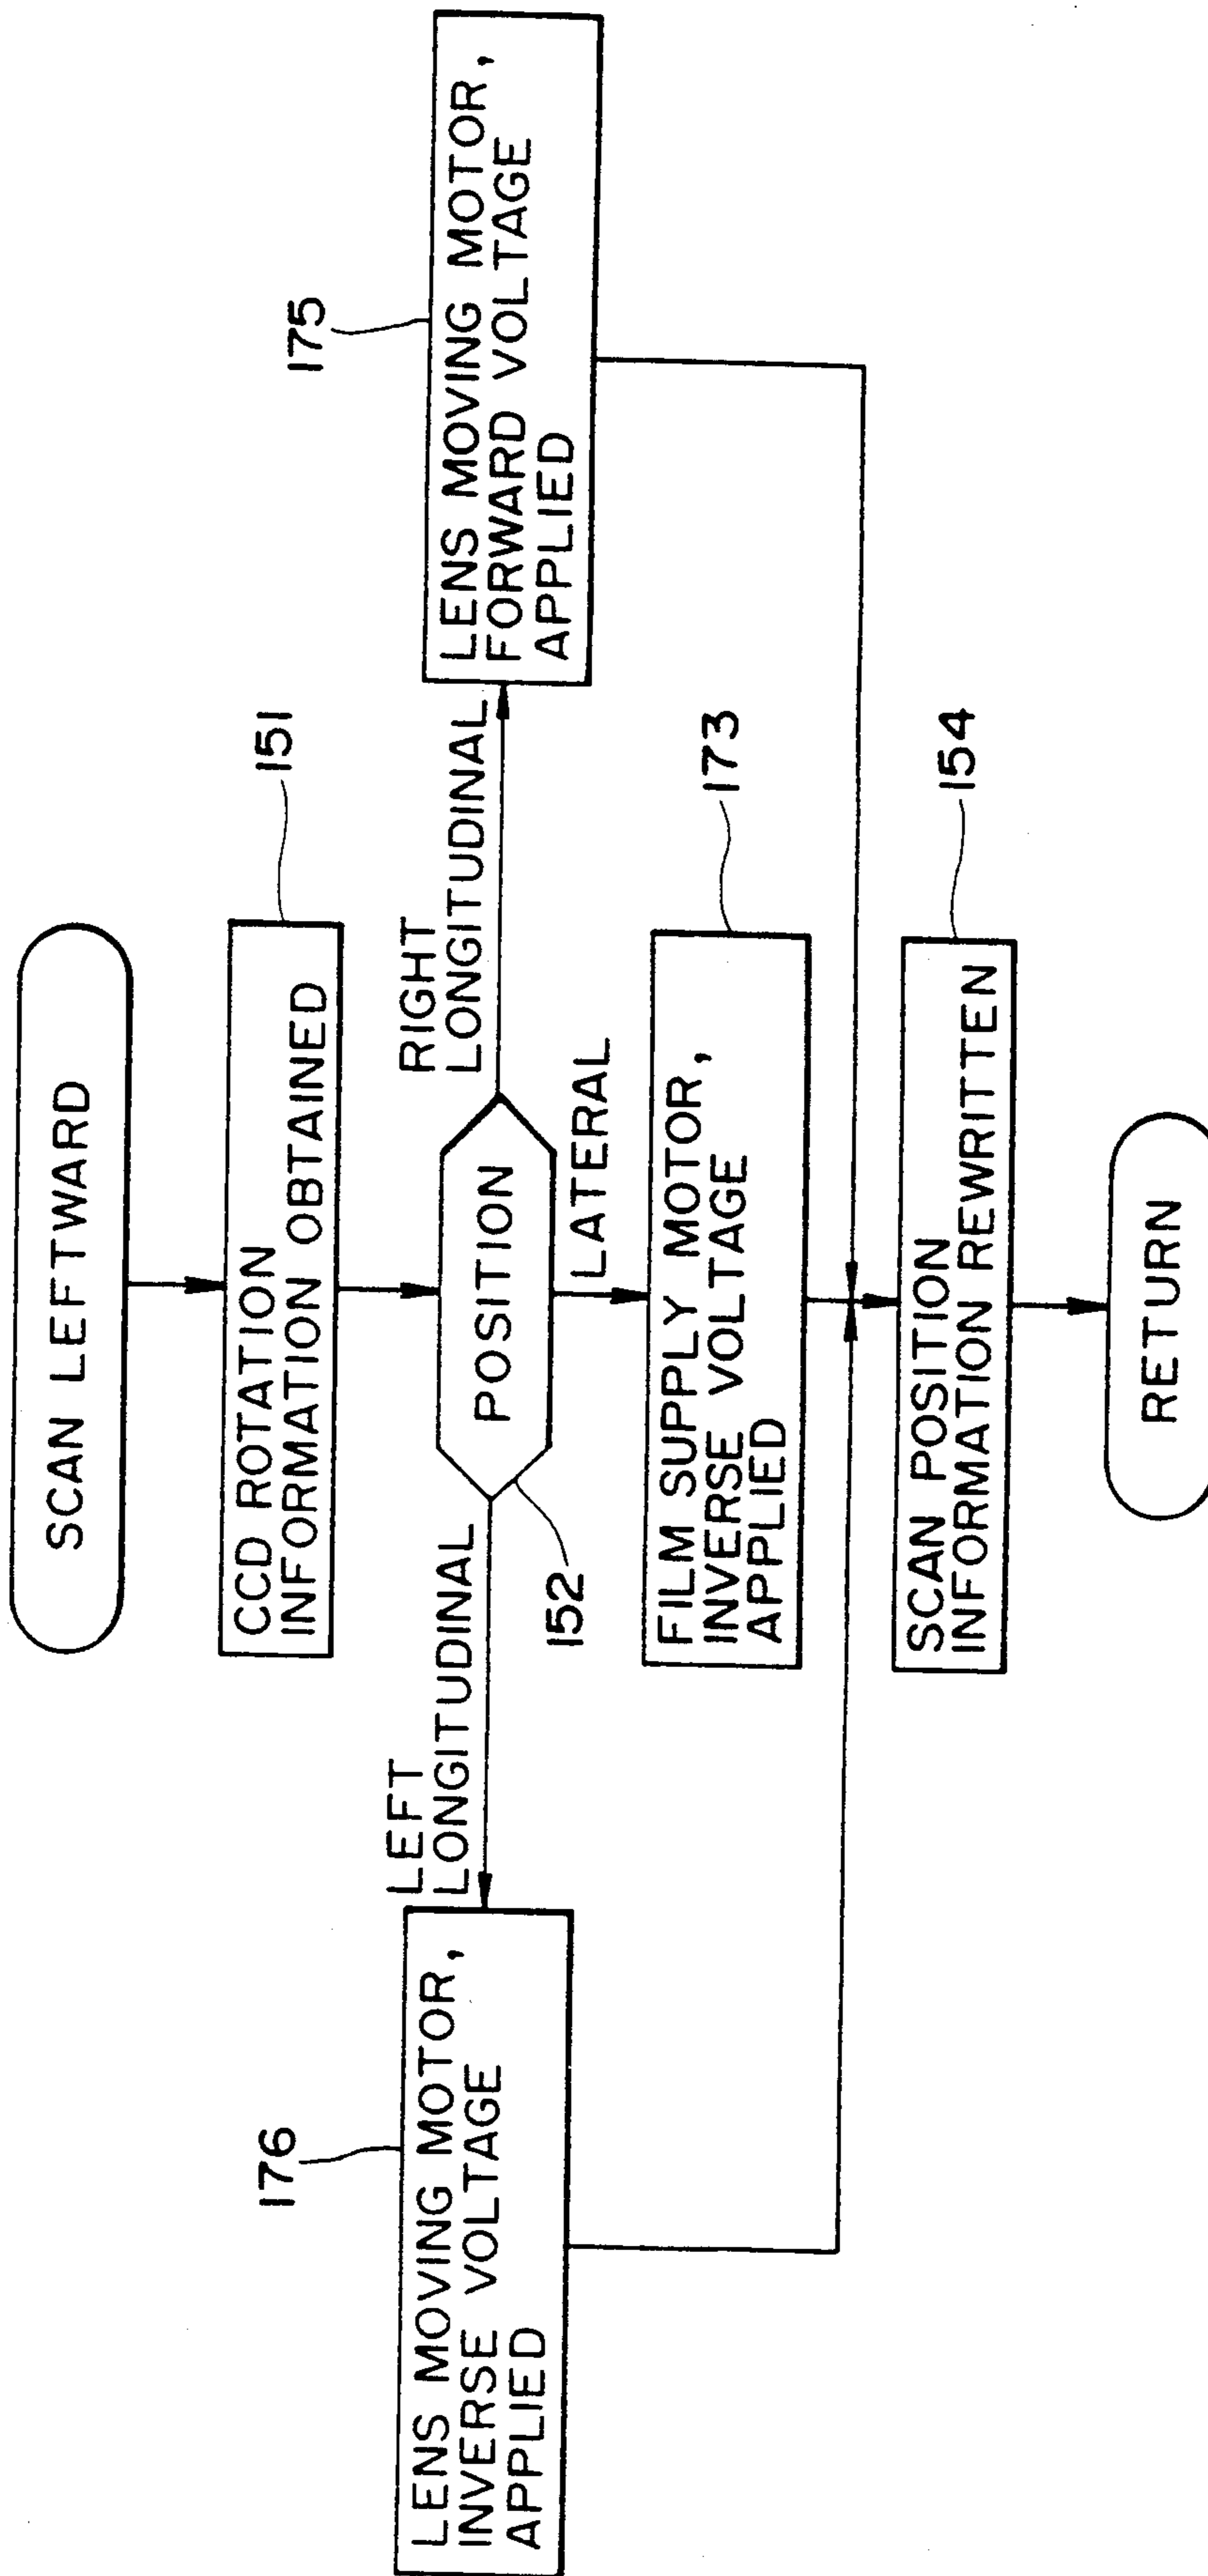 SCAN LEFTWARD
151
CCD ROTATION
INFORMATION OBTAINED
POSITION
152
LEFT
LONGITUDINAL
RIGHT
LONGITUDINAL
LATERAL
176
LENS MOVING MOTOR,
INVERSE VOLTAGE
APPLIED
173
FILM SUPPLY MOTOR,
INVERSE VOLTAGE
APPLIED
175
LENS MOVING MOTOR,
FORWARD VOLTAGE
APPLIED
154
SCAN POSITION
INFORMATION REWRITTEN
RETURN